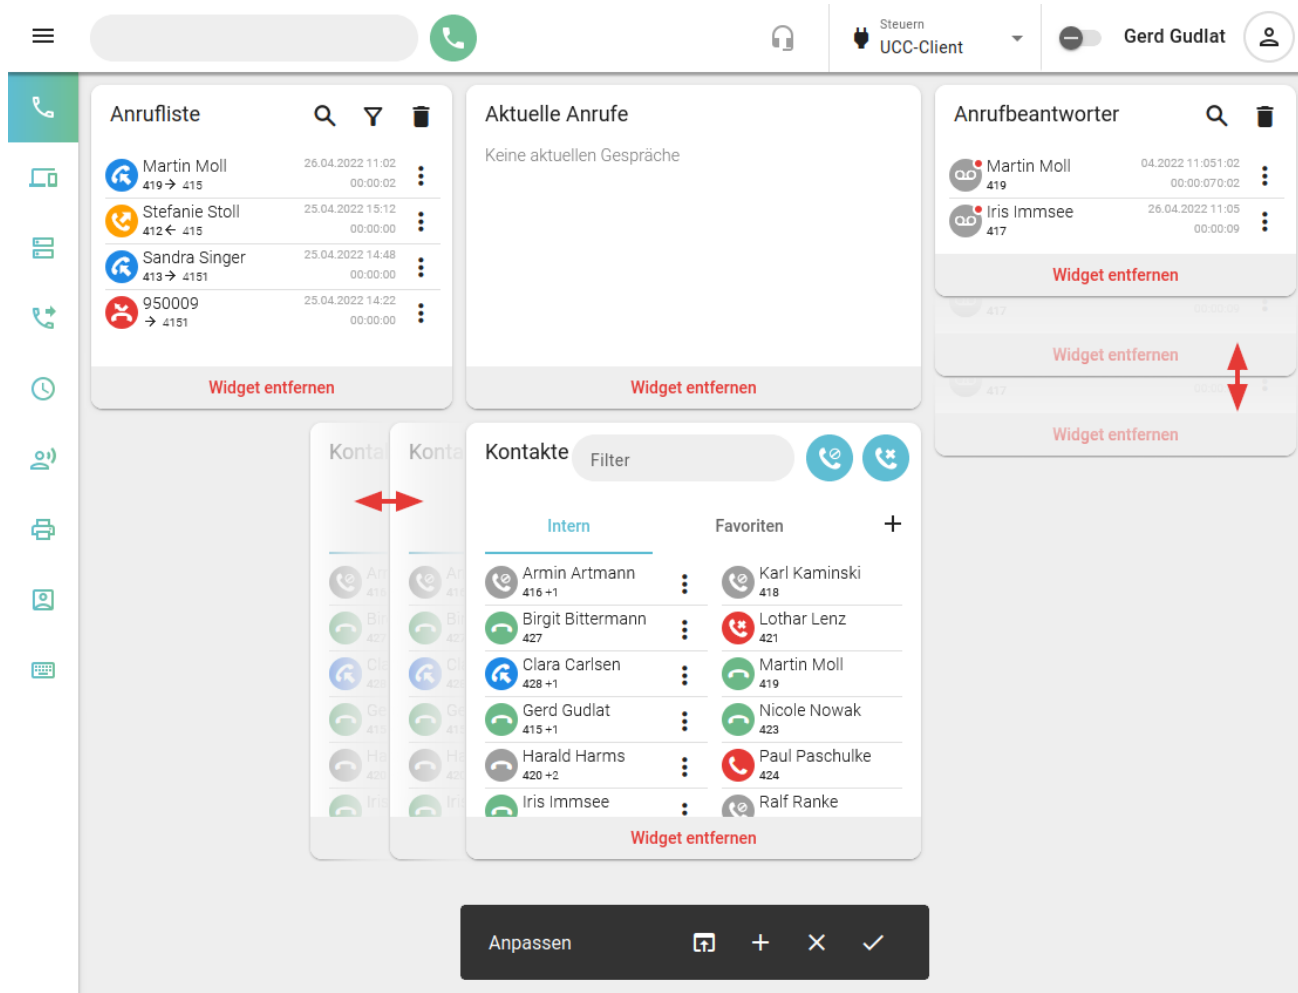 Steuern
UCC-Client
Gerd Gudlat
Anrufliste
Martin Moll
26.04.2022 11:02
419 → 415
00:00:02
Stefanie Stoll
25.04.2022 15:12
412 ← 415
00:00:00
Sandra Singer
25.04.2022 14:48
413 → 4151
00:00:00
950009
25.04.2022 14:22
→ 4151
00:00:00
Widget entfernen
Aktuelle Anrufe
Keine aktuellen Gespräche
Widget entfernen
Anrufbeantworter
Martin Moll
04.2022 11:051:02
419
00:00:070:02
Iris Immsee
26.04.2022 11:05
417
00:00:09
Widget entfernen
417
00:00:09
Widget entfernen
417
Widget entfernen
Konta
Konta
Kontakte
Filter
Intern
Favoriten
Armin Artmann
416 +1
Birgit Bittermann
427
Clara Carlsen
428 +1
Gerd Gudlat
415 +1
Harald Harms
420 +2
Iris Immsee
Karl Kaminski
418
Lothar Lenz
421
Martin Moll
419
Nicole Nowak
423
Paul Paschulke
424
Ralf Ranke
Widget entfernen
Anpassen